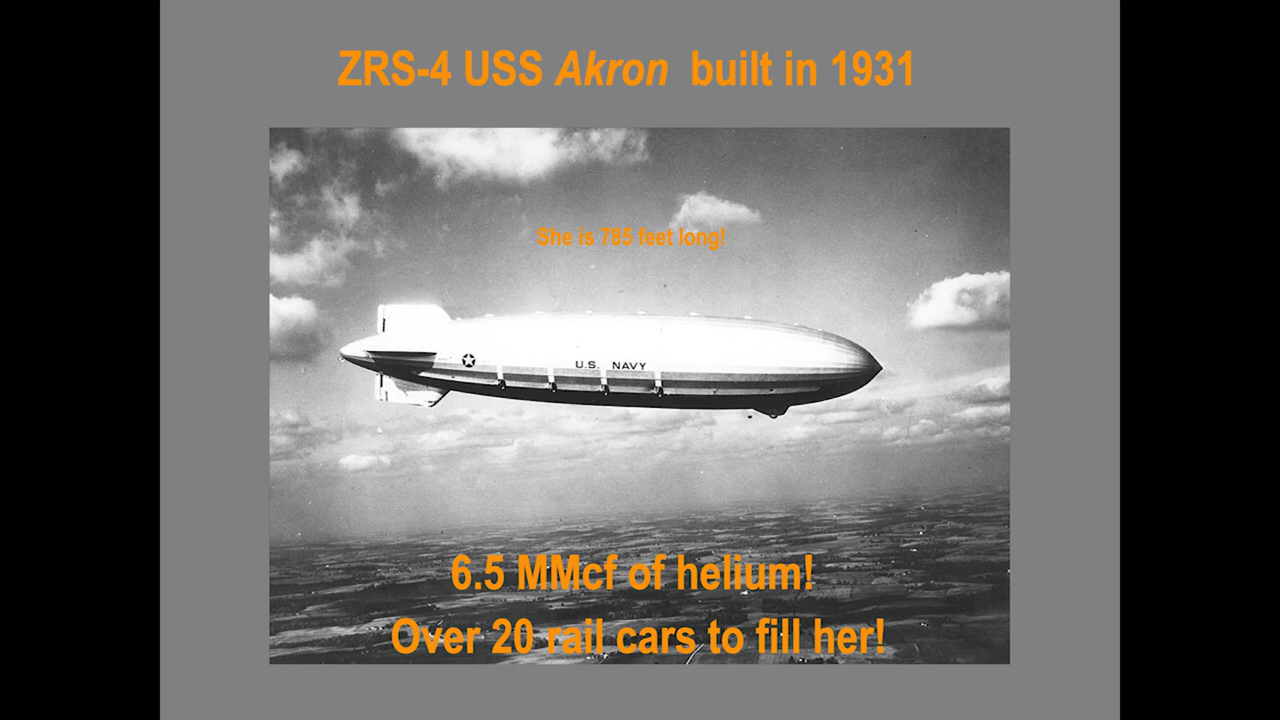 ZRS-4 USS Akron built in 1931
She is 785 feet long!
U.S. NAVY
6.5 MMcf of helium!
Over 20 rail cars to fill her!